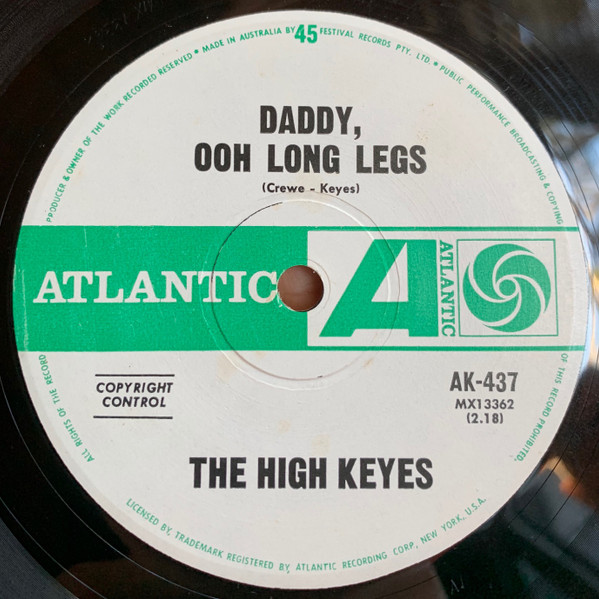 PRODUCER & OWNER OF THE WORK RECORDED RESERVED ★ MADE IN AUSTRALIA BY 45 FESTIVAL RECORDS PTY. LTD. ★ PUBLIC PERFORMANCE BROADCASTING & COPYING
DADDY,
OOH LONG LEGS
(Crewe - Keyes)
ATLANTIC A ATLANTIC
COPYRIGHT
CONTROL
AK-437
MX13362
(2.18)
THE HIGH KEYES
ALL RIGHTS OF THE RECORD
OF THIS RECORD PROHIBITED.
LICENSED BY, TRADEMARK REGISTERED BY ATLANTIC RECORDING CORP, NEW YORK, U.S.A.